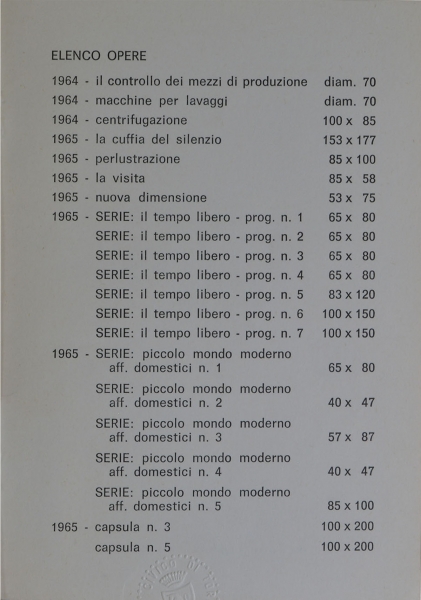 ELENCO OPERE
1964 - il controllo dei mezzi di produzione diam. 70
1964 - macchine per lavaggi diam. 70
1964 - centrifugazione 100 x 85
1965 - la cuffia del silenzio 153 x 177
1965 - perlustrazione 85 x 100
1965 - la visita 85 x 58
1965 - nuova dimensione 53 x 75
1965 - SERIE: il tempo libero - prog. n. 1 65 x 80
SERIE: il tempo libero - prog. n. 2 65 x 80
SERIE: il tempo libero - prog. n. 3 65 x 80
SERIE: il tempo libero - prog. n. 4 65 x 80
SERIE: il tempo libero - prog. n. 5 83 x 120
SERIE: il tempo libero - prog. n. 6 100 x 150
SERIE: il tempo libero - prog. n. 7 100 x 150
1965 - SERIE: piccolo mondo moderno
aff. domestici n. 1 65 x 80
SERIE: piccolo mondo moderno
aff. domestici n. 2 40 x 47
SERIE: piccolo mondo moderno
aff. domestici n. 3 57 x 87
SERIE: piccolo mondo moderno
aff. domestici n. 4 40 x 47
SERIE: piccolo mondo moderno
aff. domestici n. 5 85 x 100
1965 - capsula n. 3 100 x 200
capsula n. 5 100 x 200